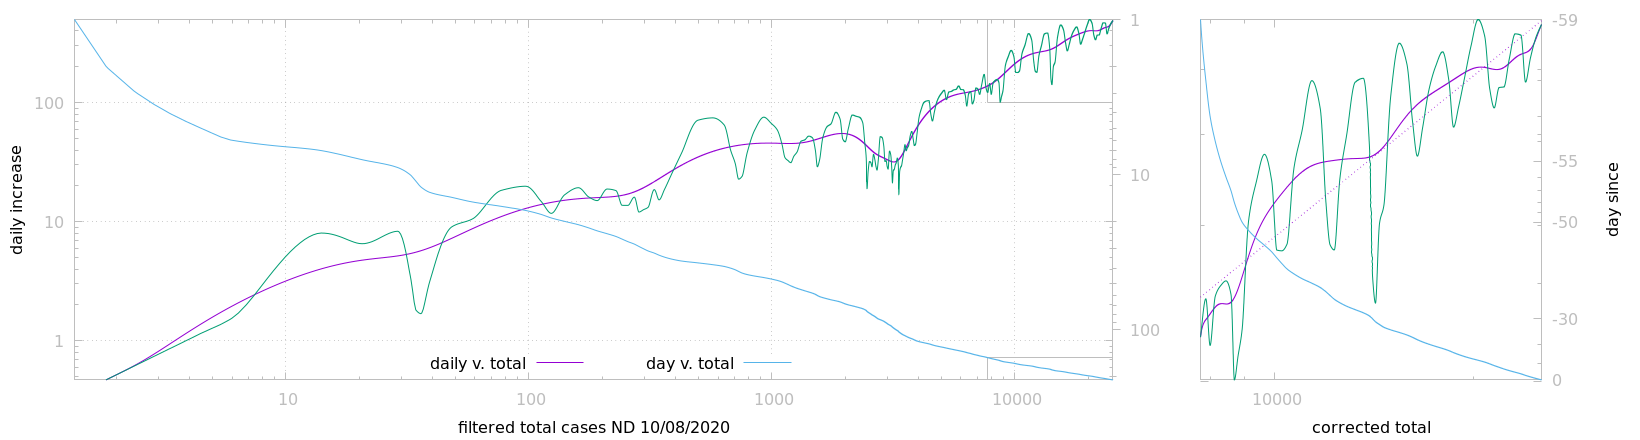 daily increase
100
10
1
10
100
1000
10000
filtered total cases ND 10/08/2020
daily v. total
day v. total
1
10
100
-59
-55
-50
-30
0
day since
10000
corrected total